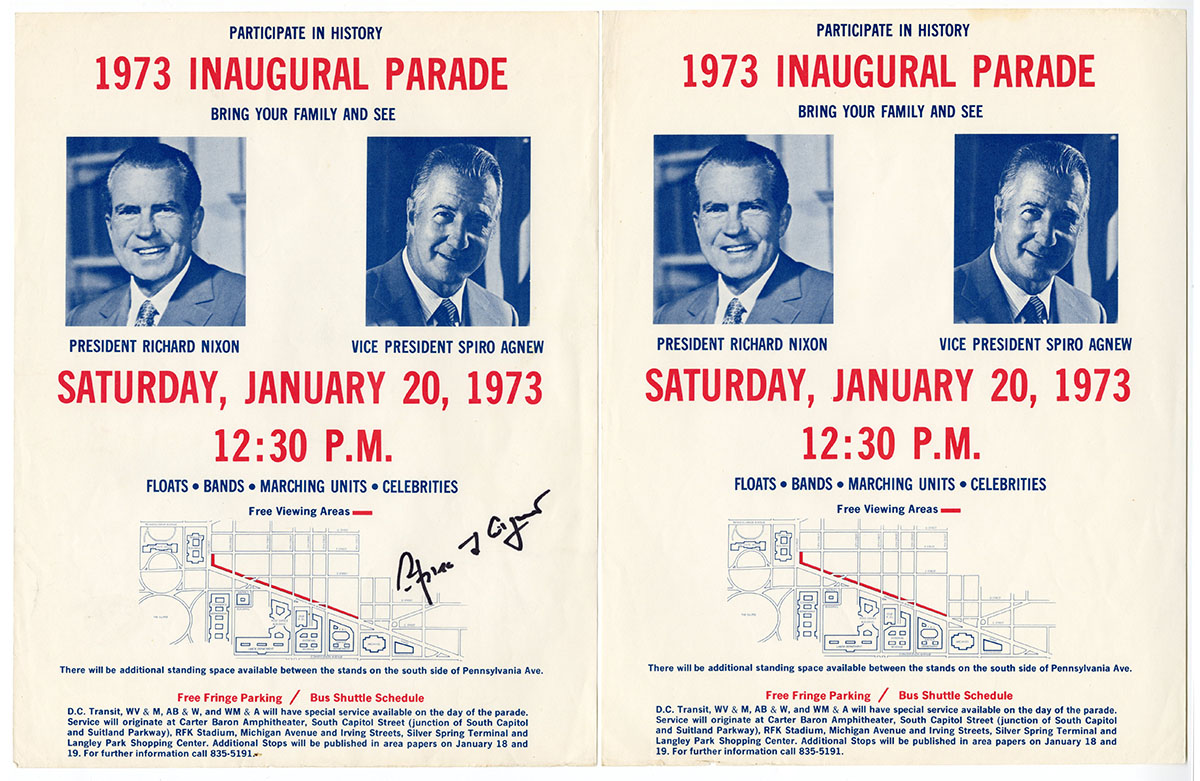 PARTICIPATE IN HISTORY
1973 INAUGURAL PARADE
BRING YOUR FAMILY AND SEE
PRESIDENT RICHARD NIXON
VICE PRESIDENT SPIRO AGNEW
SATURDAY, JANUARY 20, 1973
12:30 P.M.
FLOATS • BANDS • MARCHING UNITS • CELEBRITIES
Free Viewing Areas
Spiro T Agnew
There will be additional standing space available between the stands on the south side of Pennsylvania Ave.
Free Fringe Parking / Bus Shuttle Schedule
D.C. Transit, WV & M, AB & W, and WM & A will have special service available on the day of the parade.
Service will originate at Carter Baron Amphitheater, South Capitol Street (junction of South Capitol
and Suitland Parkway), RFK Stadium, Michigan Avenue and Irving Streets, Silver Spring Terminal and
Langley Park Shopping Center. Additional Stops will be published in area papers on January 18 and
19. For further information call 835-5191.
PARTICIPATE IN HISTORY
1973 INAUGURAL PARADE
BRING YOUR FAMILY AND SEE
PRESIDENT RICHARD NIXON
VICE PRESIDENT SPIRO AGNEW
SATURDAY, JANUARY 20, 1973
12:30 P.M.
FLOATS • BANDS • MARCHING UNITS • CELEBRITIES
Free Viewing Areas
There will be additional standing space available between the stands on the south side of Pennsylvania Ave.
Free Fringe Parking / Bus Shuttle Schedule
D.C. Transit, WV & M, AB & W, and WM & A will have special service available on the day of the parade.
Service will originate at Carter Baron Amphitheater, South Capitol Street (junction of South Capitol
and Suitland Parkway), RFK Stadium, Michigan Avenue and Irving Streets, Silver Spring Terminal and
Langley Park Shopping Center. Additional Stops will be published in area papers on January 18 and
19. For further information call 835-5191.